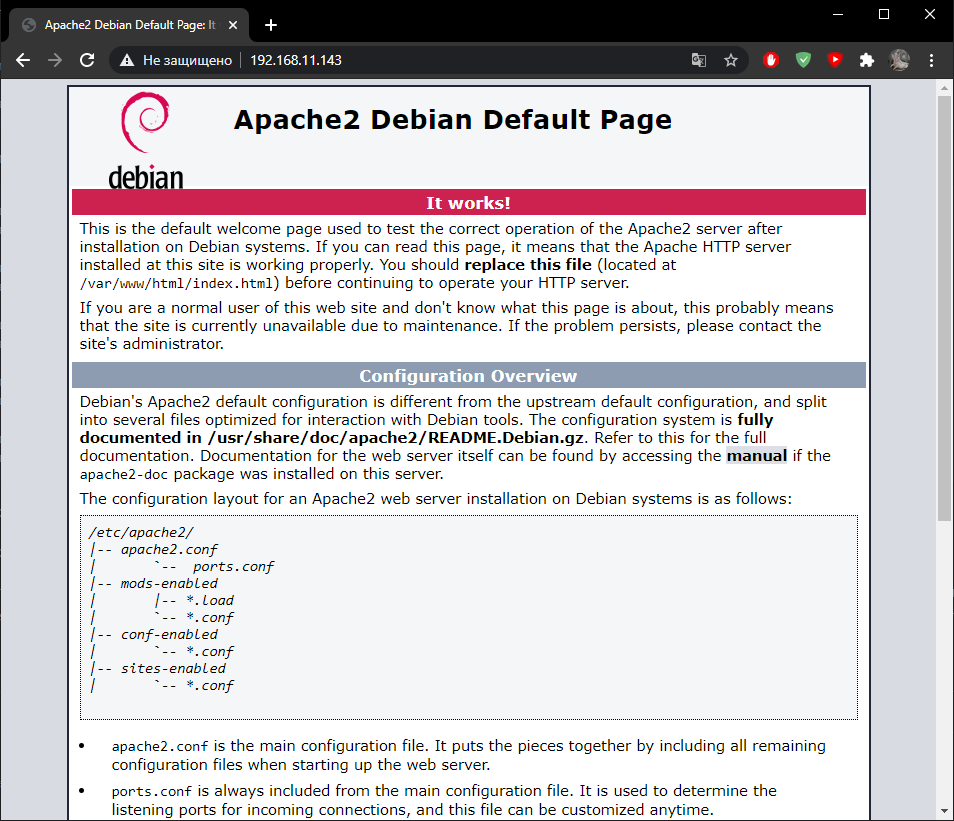 Apache2 Debian Default Page: It
Не защищено
192.168.11.143
debian
Apache2 Debian Default Page
It works!
This is the default welcome page used to test the correct operation of the Apache2 server after
installation on Debian systems. If you can read this page, it means that the Apache HTTP server
installed at this site is working properly. You should replace this file (located at
/var/www/html/index.html) before continuing to operate your HTTP server.
If you are a normal user of this web site and don't know what this page is about, this probably means
that the site is currently unavailable due to maintenance. If the problem persists, please contact the
site's administrator.
Configuration Overview
Debian's Apache2 default configuration is different from the upstream default configuration, and split
into several files optimized for interaction with Debian tools. The configuration system is fully
documented in /usr/share/doc/apache2/README.Debian.gz. Refer to this for the full
documentation. Documentation for the web server itself can be found by accessing the manual if the
apache2-doc package was installed on this server.
The configuration layout for an Apache2 web server installation on Debian systems is as follows:
/etc/apache2/
|-- apache2.conf
|       `--  ports.conf
|-- mods-enabled
|       |-- *.load
|       `-- *.conf
|-- conf-enabled
|       `-- *.conf
|-- sites-enabled
|       `-- *.conf
• apache2.conf is the main configuration file. It puts the pieces together by including all remaining
configuration files when starting up the web server.
• ports.conf is always included from the main configuration file. It is used to determine the
listening ports for incoming connections, and this file can be customized anytime.